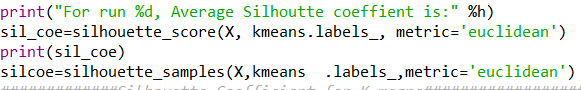 print("For run %d, Average Silhoutte coeffient is:" %h)
sil_coe=silhouette_score(X, kmeans.labels_, metric='euclidean')
print(sil_coe)
silcoe=silhouette_samples(X,kmeans  .labels_,metric='euclidean')